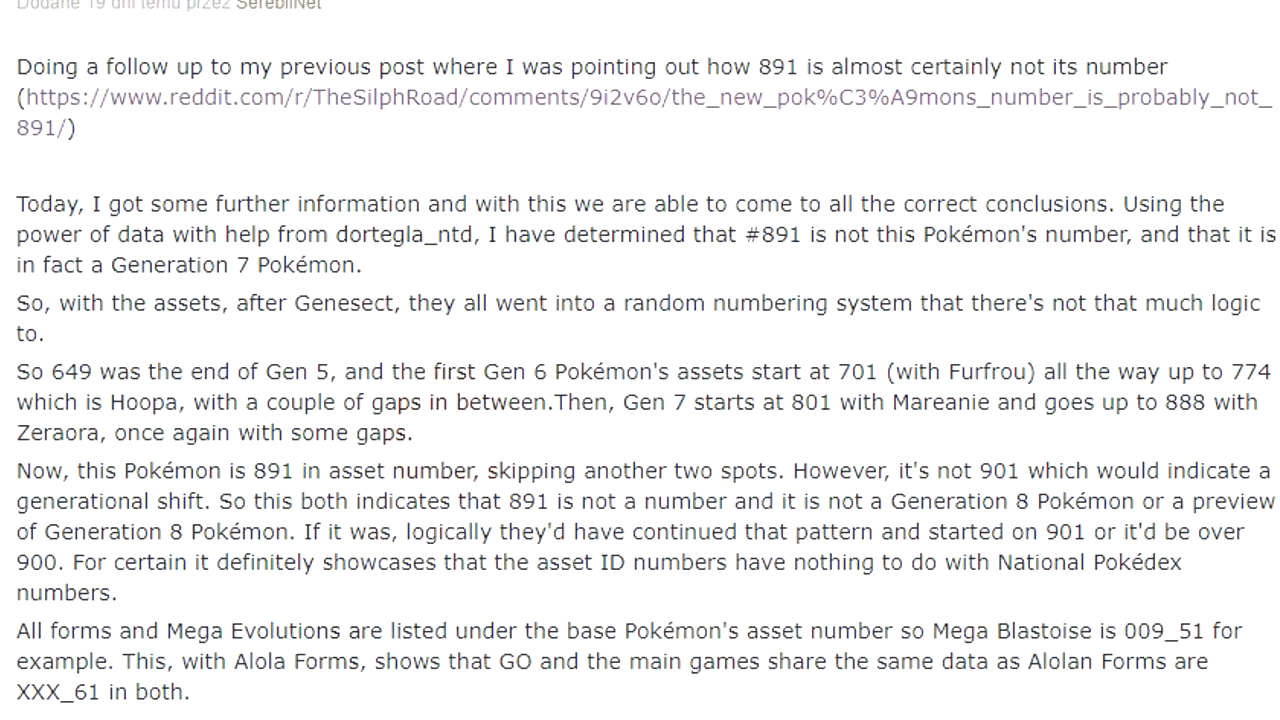 Dodane 19 dni temu przez SerebiiNet
Doing a follow up to my previous post where I was pointing out how 891 is almost certainly not its number
(https://www.reddit.com/r/TheSilphRoad/comments/9i2v6o/the_new_pok%C3%A9mons_number_is_probably_not_
891/)
Today, I got some further information and with this we are able to come to all the correct conclusions. Using the
power of data with help from dortegla_ntd, I have determined that #891 is not this Pokémon's number, and that it is
in fact a Generation 7 Pokémon.
So, with the assets, after Genesect, they all went into a random numbering system that there's not that much logic
to.
So 649 was the end of Gen 5, and the first Gen 6 Pokémon's assets start at 701 (with Furfrou) all the way up to 774
which is Hoopa, with a couple of gaps in between.Then, Gen 7 starts at 801 with Mareanie and goes up to 888 with
Zeraora, once again with some gaps.
Now, this Pokémon is 891 in asset number, skipping another two spots. However, it's not 901 which would indicate a
generational shift. So this both indicates that 891 is not a number and it is not a Generation 8 Pokémon or a preview
of Generation 8 Pokémon. If it was, logically they'd have continued that pattern and started on 901 or it'd be over
900. For certain it definitely showcases that the asset ID numbers have nothing to do with National Pokédex
numbers.
All forms and Mega Evolutions are listed under the base Pokémon's asset number so Mega Blastoise is 009_51 for
example. This, with Alola Forms, shows that GO and the main games share the same data as Alolan Forms are
XXX_61 in both.